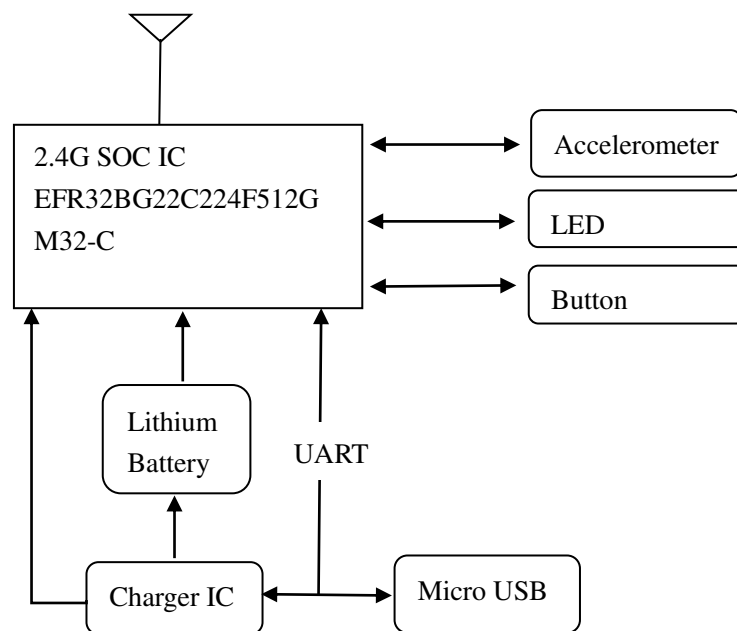 2.4G SOC IC
EFR32BG22C224F512G
M32-C
Accelerometer
LED
Button
Lithium
Battery
UART
Charger IC
Micro USB